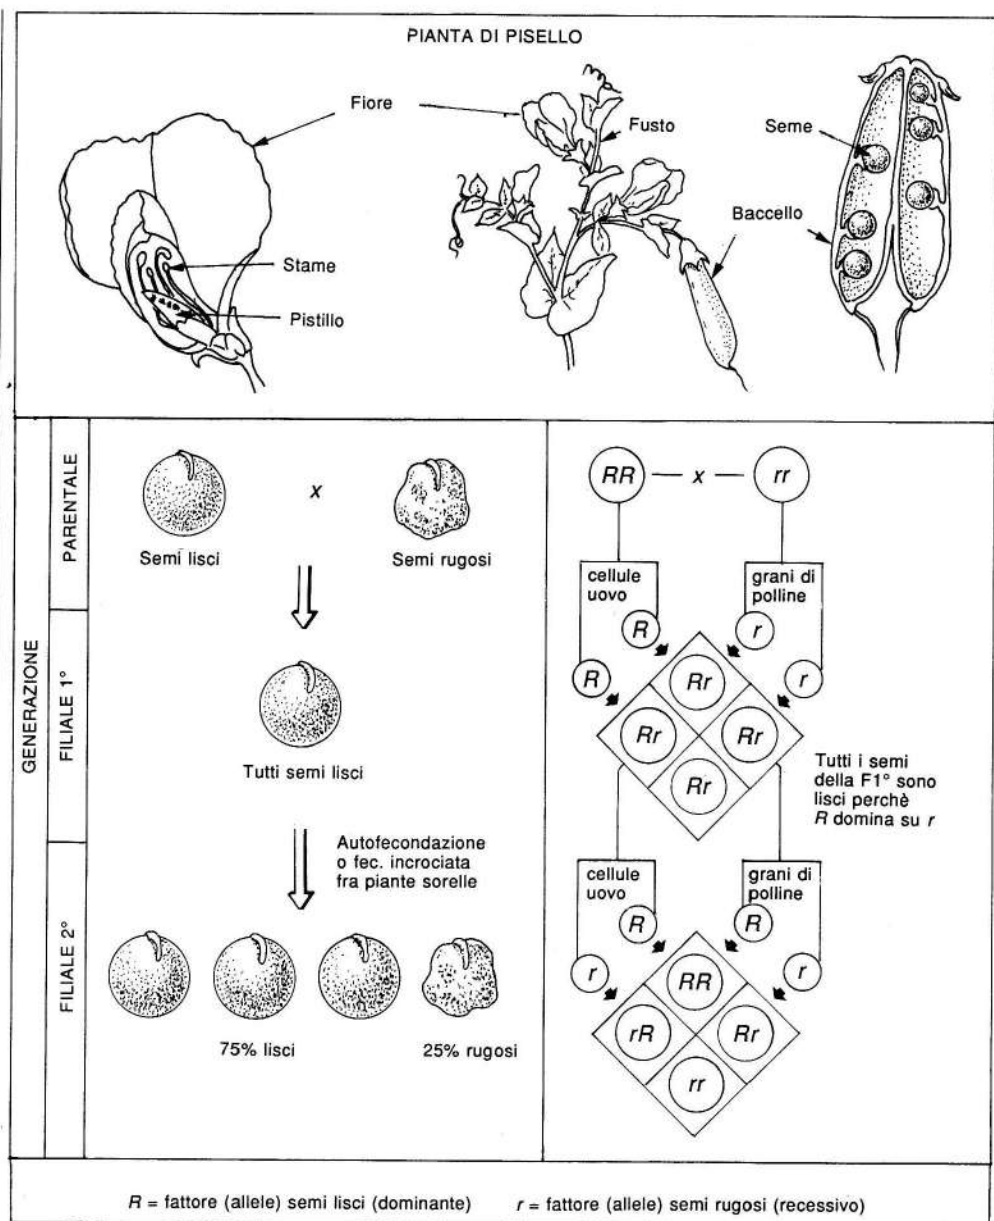 PIANTA DI PISELLO
Fiore
Fusto
Seme
Baccello
Stame
Pistillo
GENERAZIONE
PARENTALE
Semi lisci
x
Semi rugosi
FILIALE 1°
Tutti semi lisci
Autofecondazione
o fec. incrociata
fra piante sorelle
FILIALE 2°
75% lisci
25% rugosi
RR
x
rr
cellule
uovo
grani di
polline
R
r
R
r
Rr
Rr
Rr
Rr
Tutti i semi
della F1° sono
lisci perchè
R domina su r
cellule
uovo
grani di
polline
R
R
r
r
RR
rR
Rr
rr
R = fattore (allele) semi lisci (dominante)
r = fattore (allele) semi rugosi (recessivo)